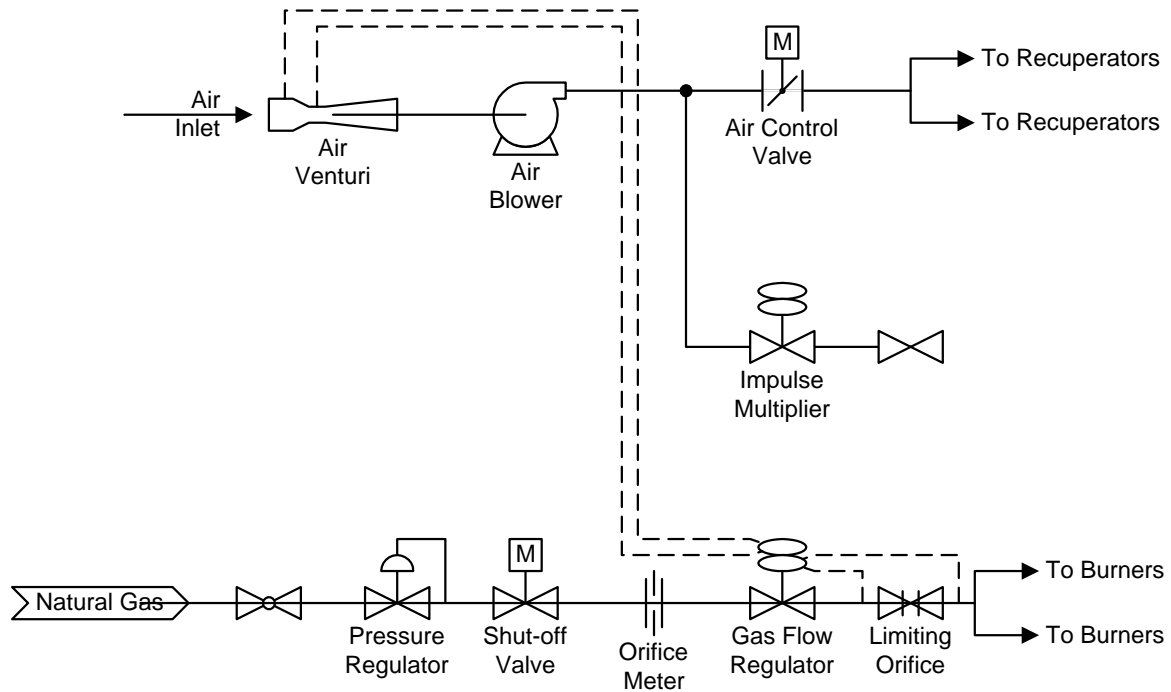 M
To Recuperators
Air
Inlet
To Recuperators
Air Control
Valve
Air
Venturi
Air
Blower
Impulse
Multiplier
M
To Burners
Natural Gas
To Burners
Pressure
Regulator
Shut-off
Valve
Orifice
Meter
Gas Flow
Regulator
Limiting
Orifice